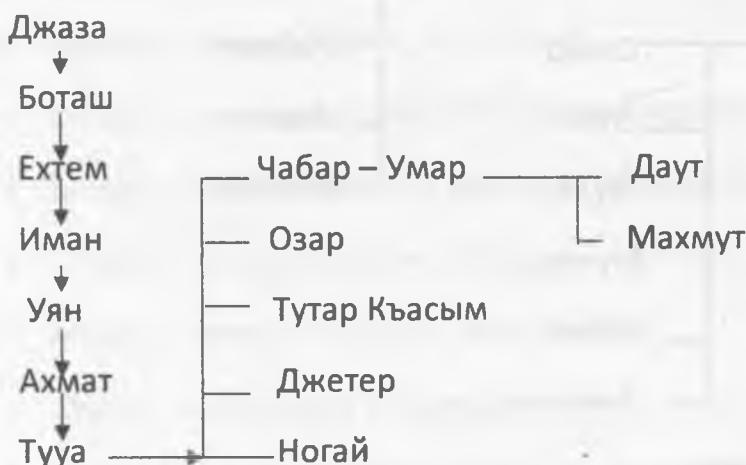 Джаза
Боташ
Ехтем Чабар – Умар Даут
Иман Озар Махмут
Уян Тутар Къасым
Ахмат Джетер
Тууа Ногай